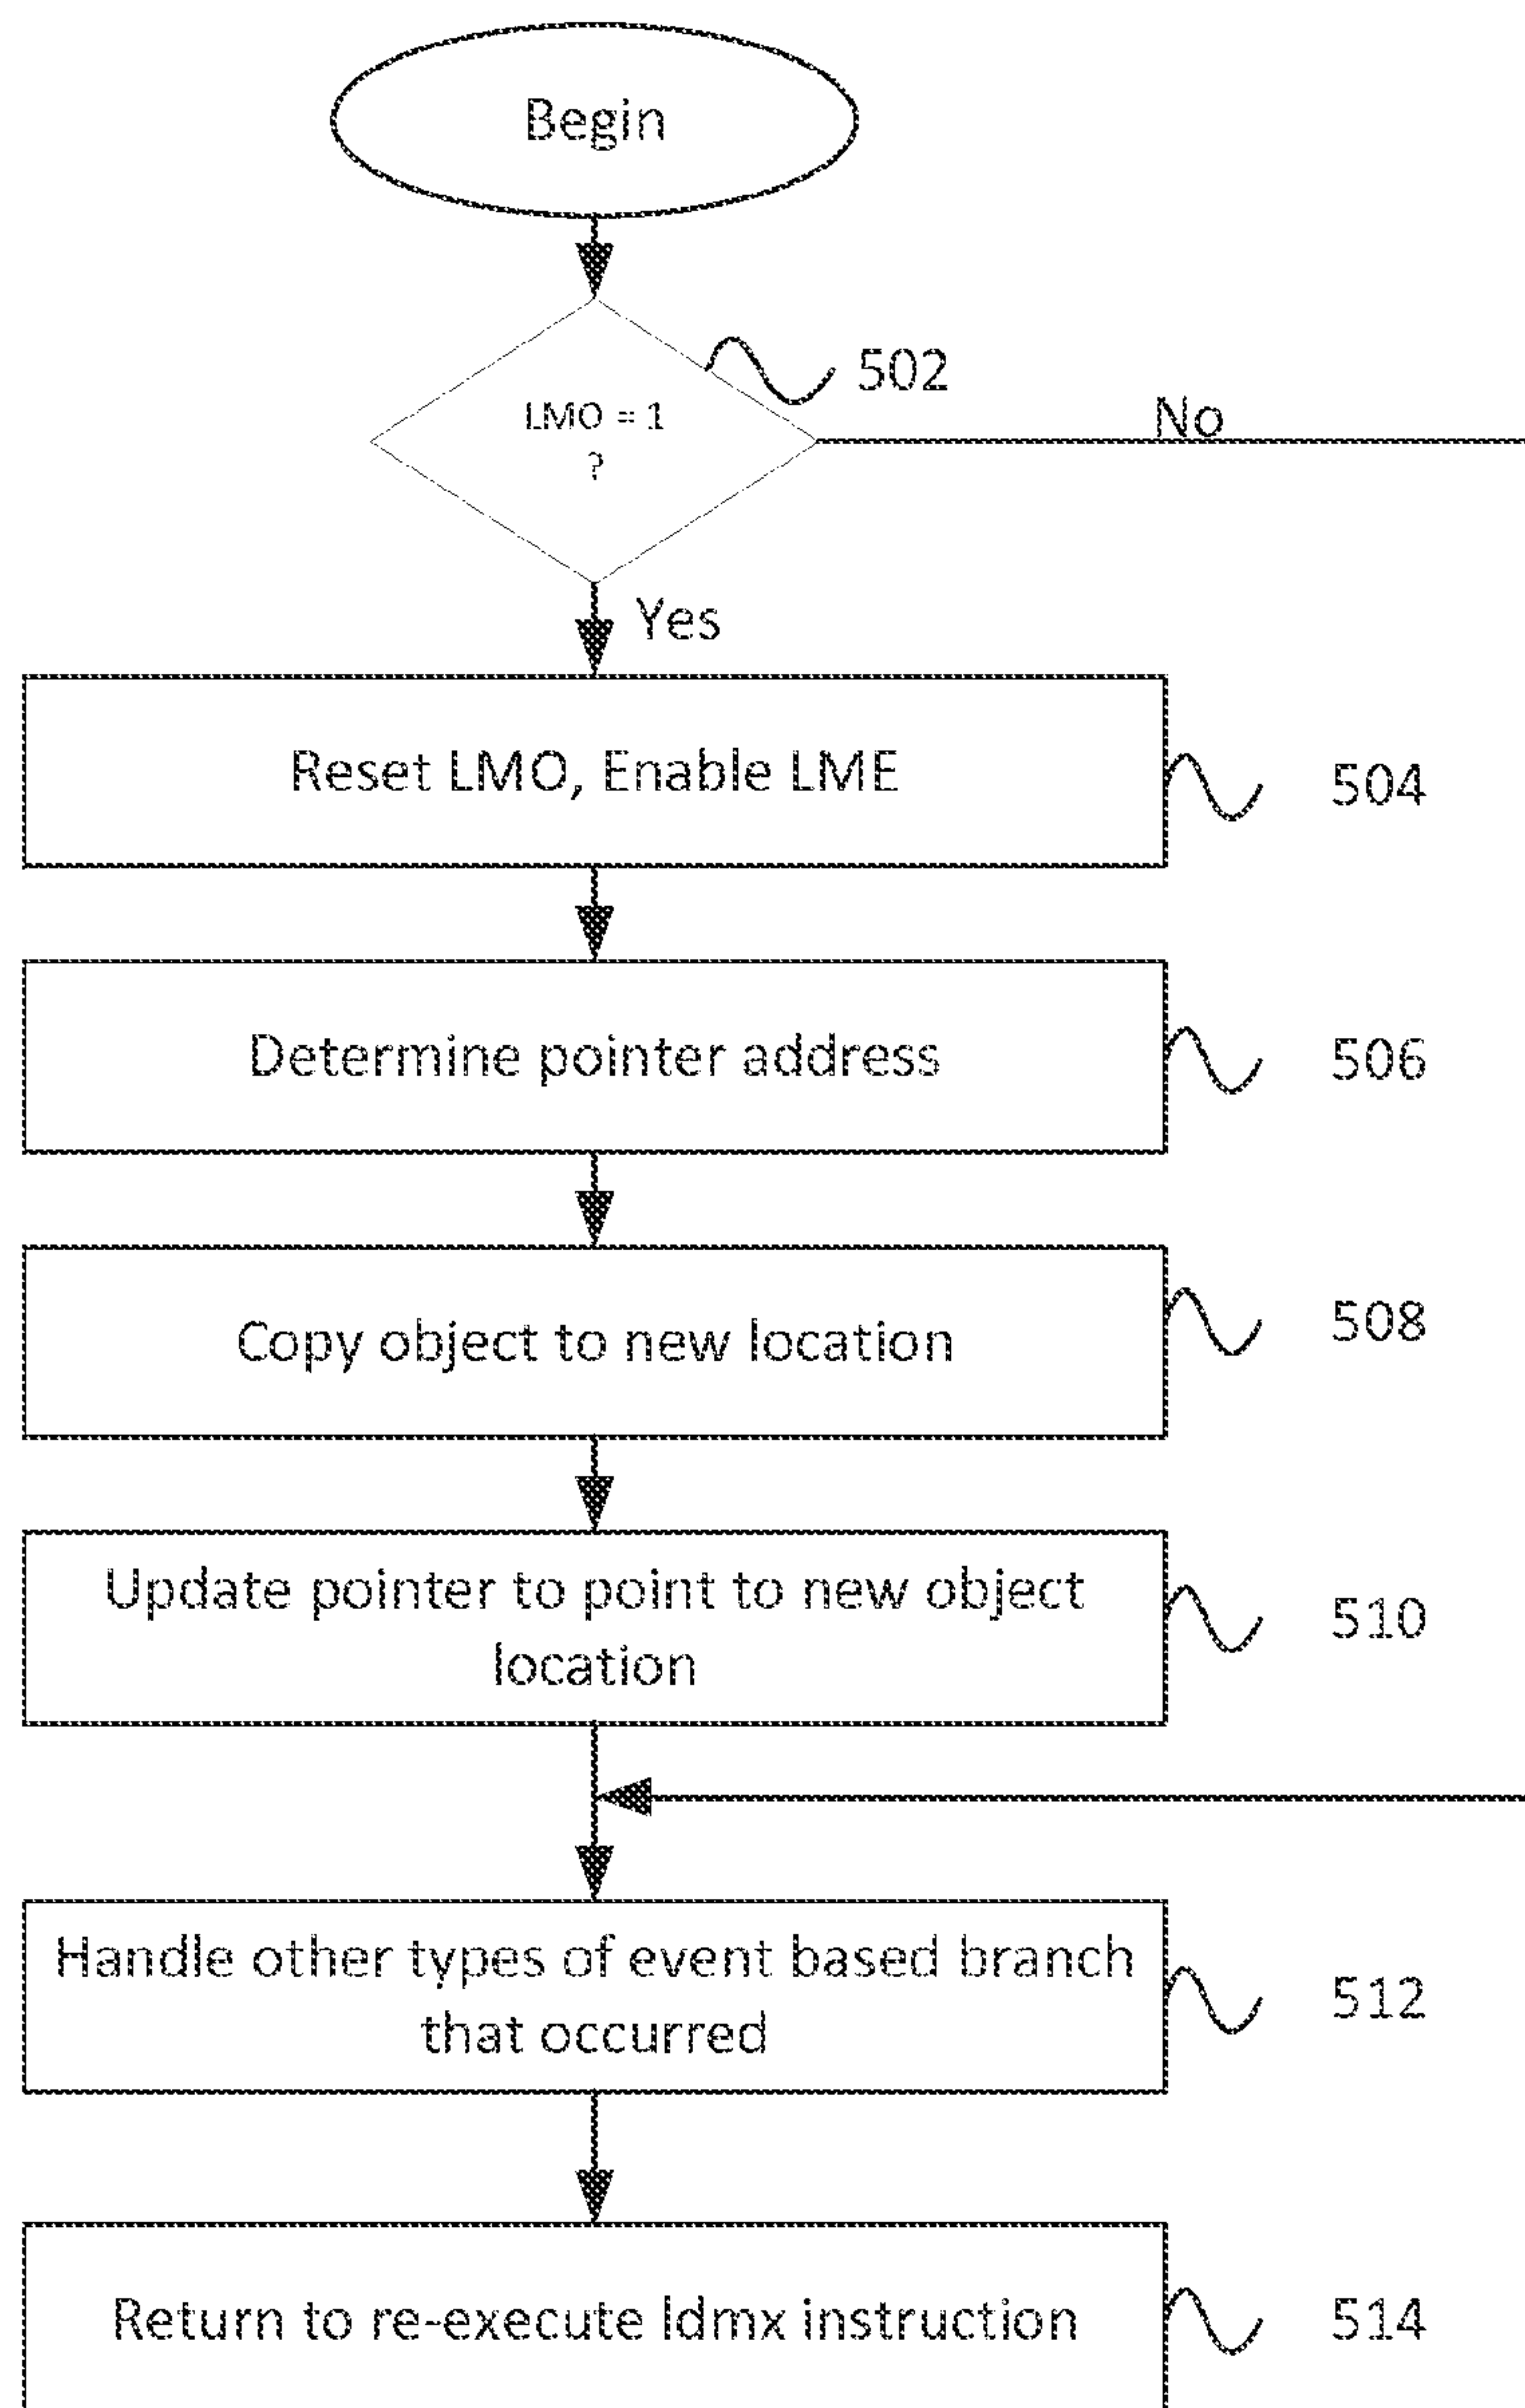 Begin
502
LMO = 1
?
No
Yes
Reset LMO, Enable LME
504
Determine pointer address
506
Copy object to new location
508
Update pointer to point to new object
location
510
Handle other types of event based branch
that occurred
512
Return to re-execute ldmx instruction
514